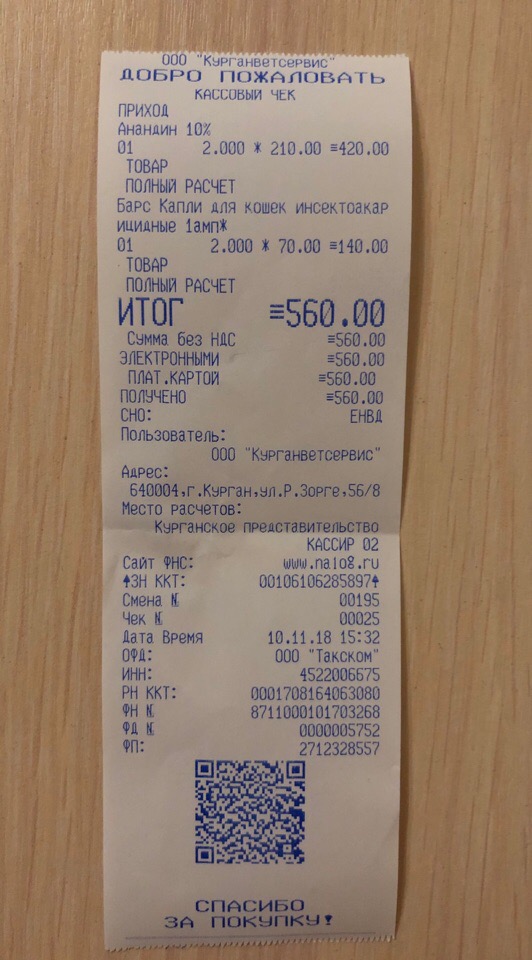 ООО "Курганветсервис"
ДОБРО ПОЖАЛОВАТЬ
КАССОВЫЙ ЧЕК
ПРИХОД
Анандин 10%
01 2.000 * 210.00 ≡420.00
ТОВАР
ПОЛНЫЙ РАСЧЕТ
Барс Капли для кошек инсектоакар
ицидные 1амп*
01 2.000 * 70.00 ≡140.00
ТОВАР
ПОЛНЫЙ РАСЧЕТ
ИТОГ ≡560.00
Сумма без НДС ≡560.00
ЭЛЕКТРОННЫМИ ≡560.00
ПЛАТ.КАРТОЙ ≡560.00
ПОЛУЧЕНО ≡560.00
СНО: ЕНВД
Пользователь:
ООО "Курганветсервис"
Адрес:
640004,г.Курган,ул.Р.Зорге,56/8
Место расчетов:
Курганское представительство
КАССИР 02
Сайт ФНС: www.nalog.ru
↟ЗН ККТ: 00106106285897↟
Смена № 00195
Чек № 00025
Дата Время 10.11.18 15:32
ОФД: ООО "Такском"
ИНН: 4522006675
РН ККТ: 0001708164063080
ФН № 8711000101703268
ФД № 0000005752
ФП: 2712328557
СПАСИБО
ЗА ПОКУПКУ!